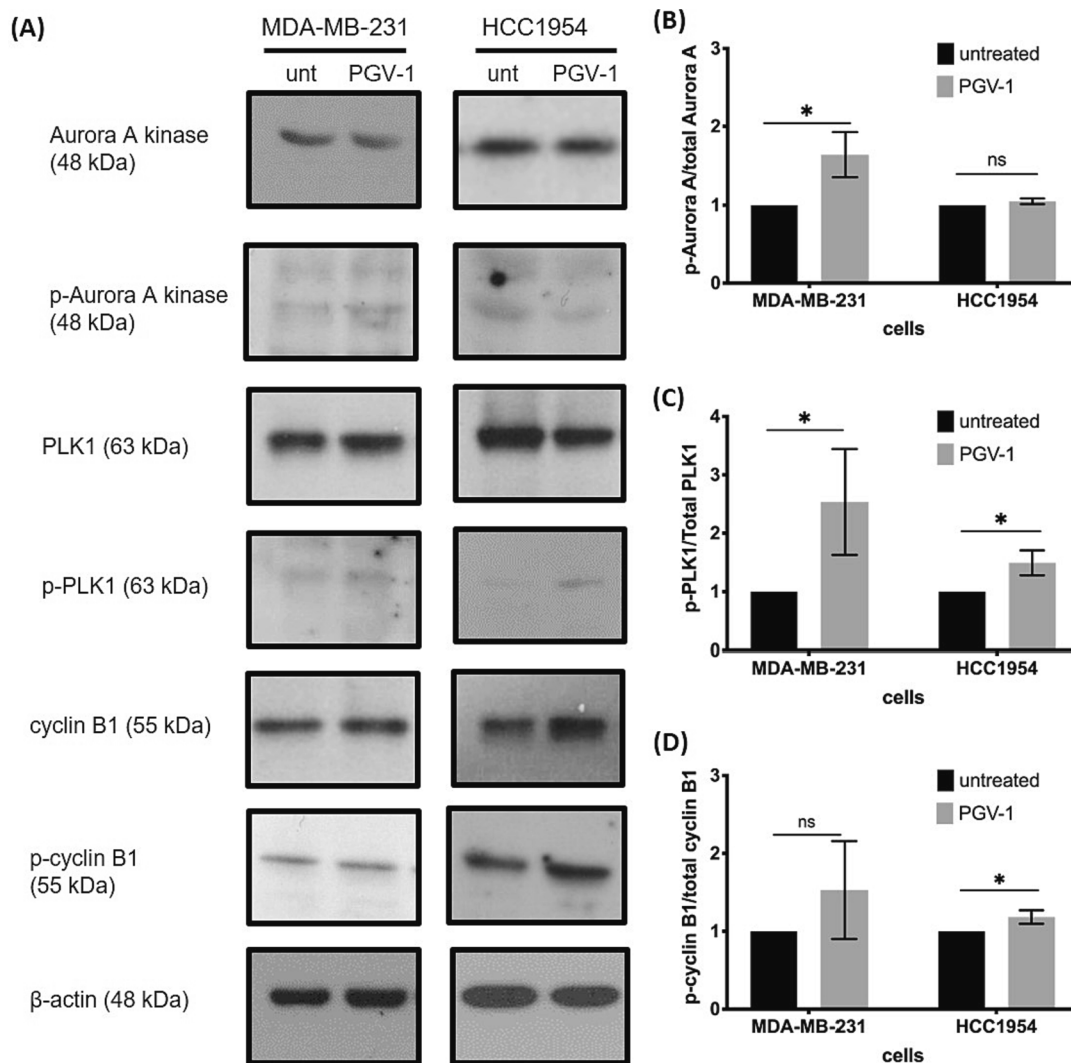 (A)
MDA-MB-231
HCC1954
unt
PGV-1
unt
PGV-1
Aurora A kinase
(48 kDa)
p-Aurora A kinase
(48 kDa)
PLK1 (63 kDa)
p-PLK1 (63 kDa)
cyclin B1 (55 kDa)
p-cyclin B1
(55 kDa)
β-actin (48 kDa)
(B)
untreated
PGV-1
p-Aurora A/total Aurora A
3
2
1
0
*
ns
MDA-MB-231
HCC1954
cells
(C)
untreated
PGV-1
p-PLK1/Total PLK1
4
3
2
1
0
*
*
MDA-MB-231
HCC1954
cells
(D)
untreated
PGV-1
p-cyclin B1/total cyclin B1
3
2
1
0
ns
*
MDA-MB-231
HCC1954
cells